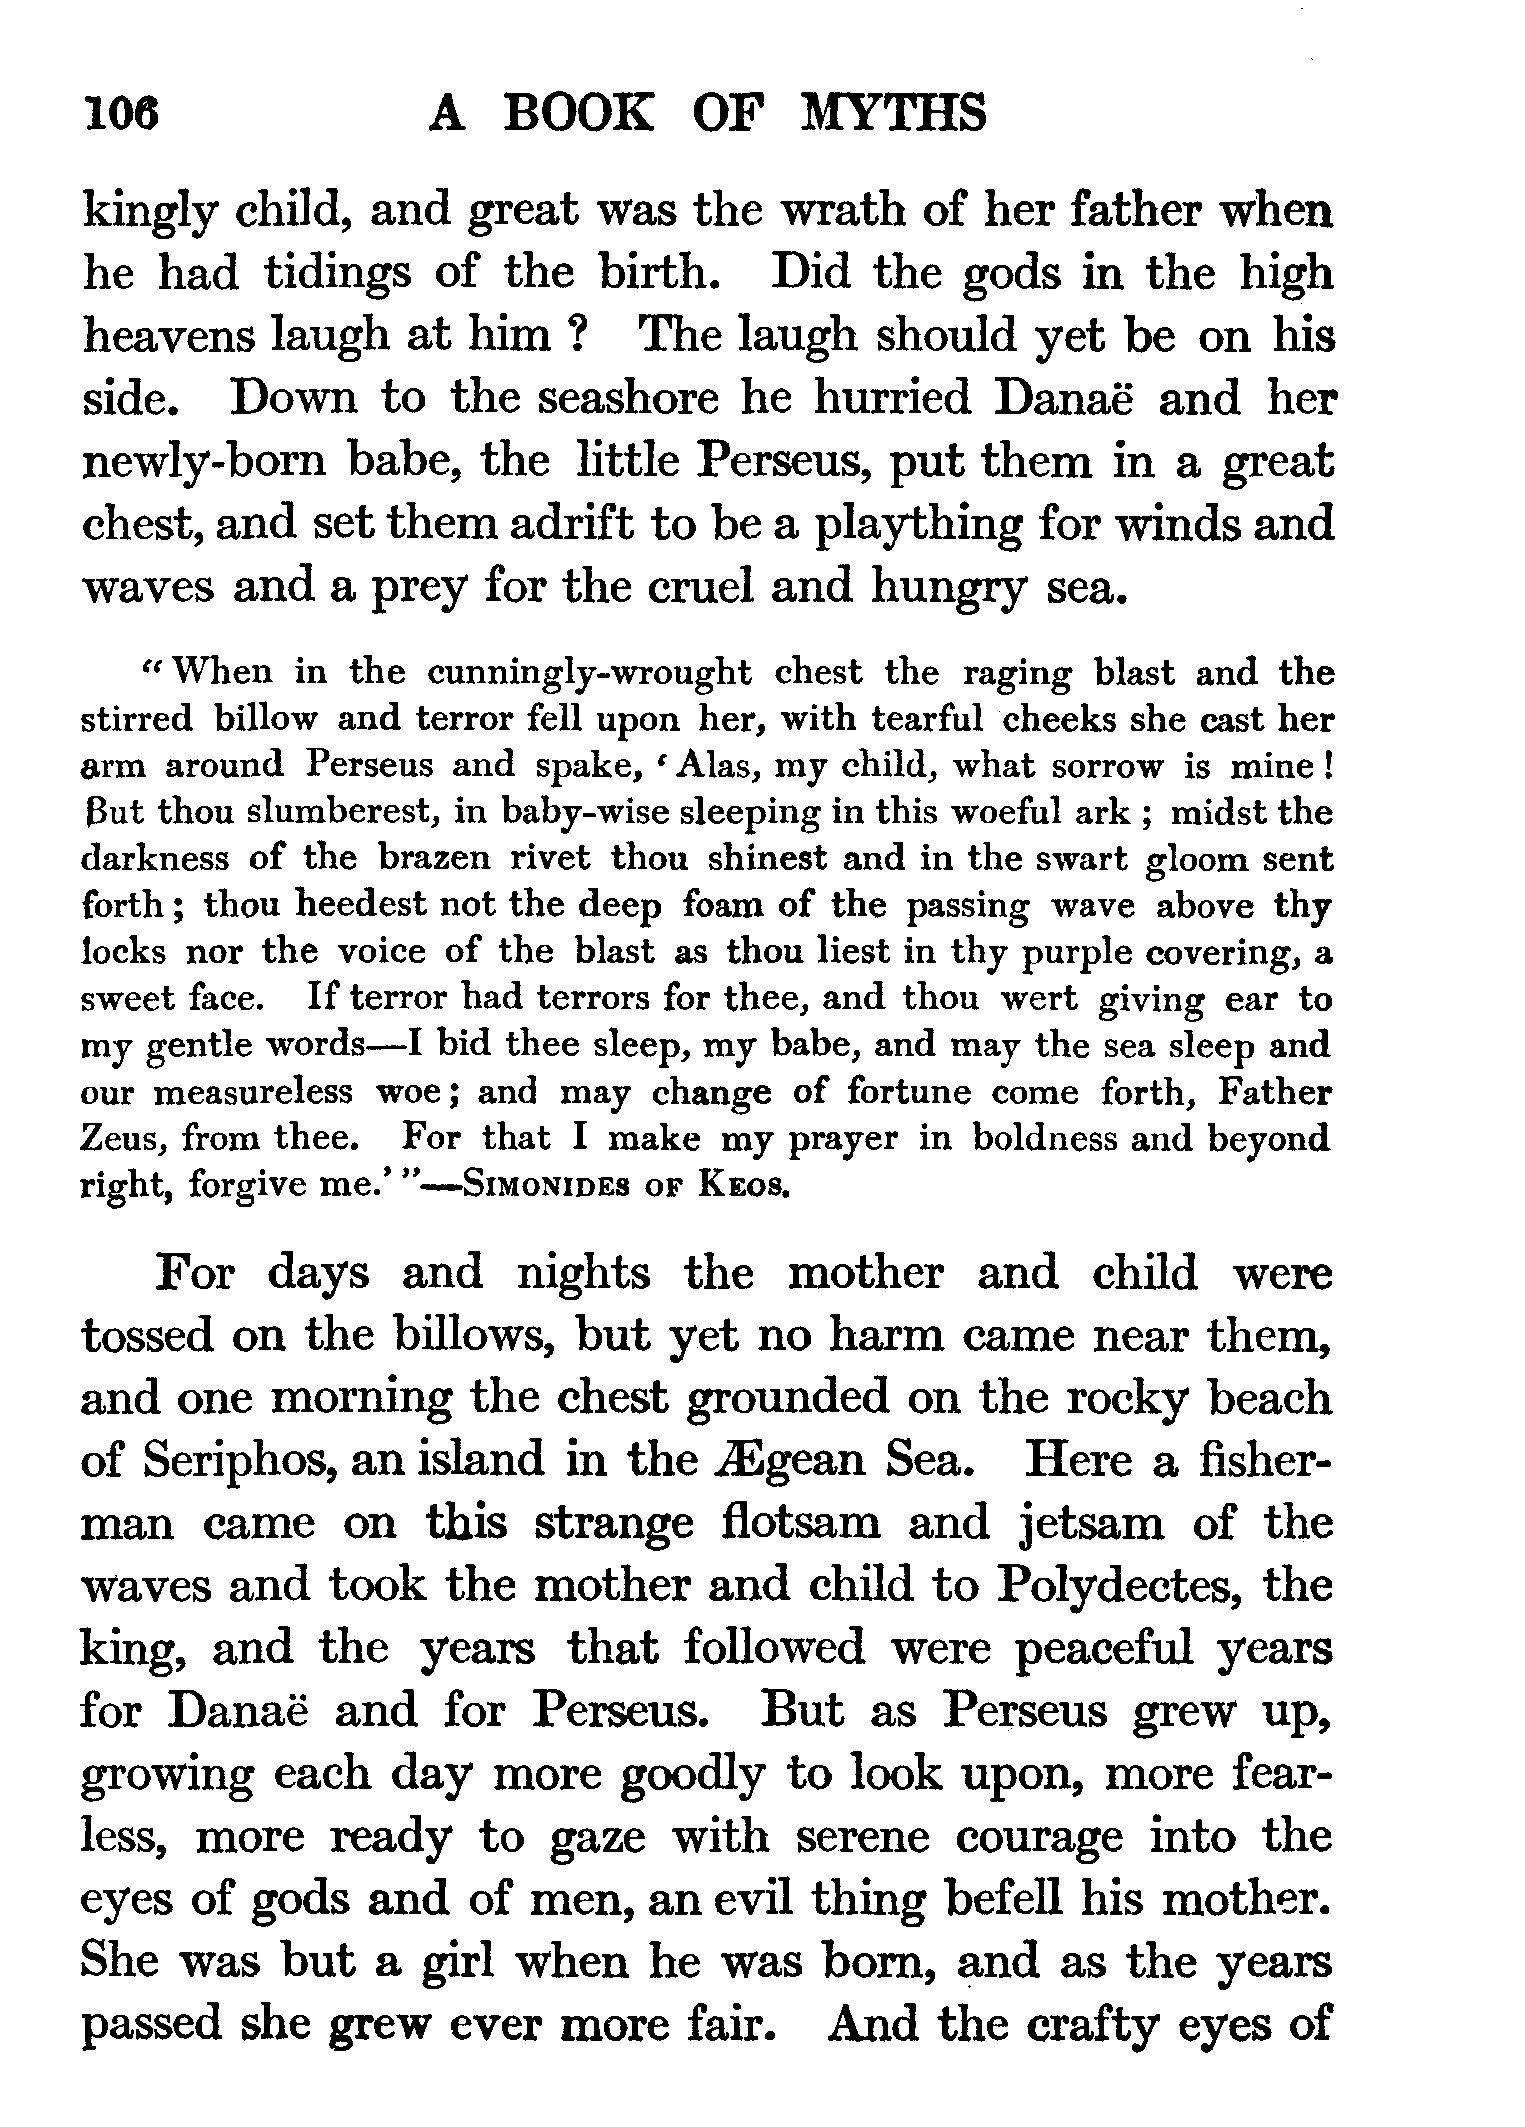 106 A BOOK OF MYTHS
kingly child, and great was the wrath of her father when
he had tidings of the birth. Did the gods in the high
heavens laugh at him ? The laugh should yet be on his
side. Down to the seashore he hurried Danaë and her
newly-born babe, the little Perseus, put them in a great
chest, and set them adrift to be a plaything for winds and
waves and a prey for the cruel and hungry sea.
“ When in the cunningly-wrought chest the raging blast and the
stirred billow and terror fell upon her, with tearful cheeks she cast her
arm around Perseus and spake, ‘ Alas, my child, what sorrow is mine !
But thou slumberest, in baby-wise sleeping in this woeful ark ; midst the
darkness of the brazen rivet thou shinest and in the swart gloom sent
forth ; thou heedest not the deep foam of the passing wave above thy
locks nor the voice of the blast as thou liest in thy purple covering, a
sweet face. If terror had terrors for thee, and thou wert giving ear to
my gentle words—I bid thee sleep, my babe, and may the sea sleep and
our measureless woe ; and may change of fortune come forth, Father
Zeus, from thee. For that I make my prayer in boldness and beyond
right, forgive me.’ ”—SIMONIDES OF KEOS.
For days and nights the mother and child were
tossed on the billows, but yet no harm came near them,
and one morning the chest grounded on the rocky beach
of Seriphos, an island in the Ægean Sea. Here a fisher-
man came on this strange flotsam and jetsam of the
waves and took the mother and child to Polydectes, the
king, and the years that followed were peaceful years
for Danaë and for Perseus. But as Perseus grew up,
growing each day more goodly to look upon, more fear-
less, more ready to gaze with serene courage into the
eyes of gods and of men, an evil thing befell his mother.
She was but a girl when he was born, and as the years
passed she grew ever more fair. And the crafty eyes of